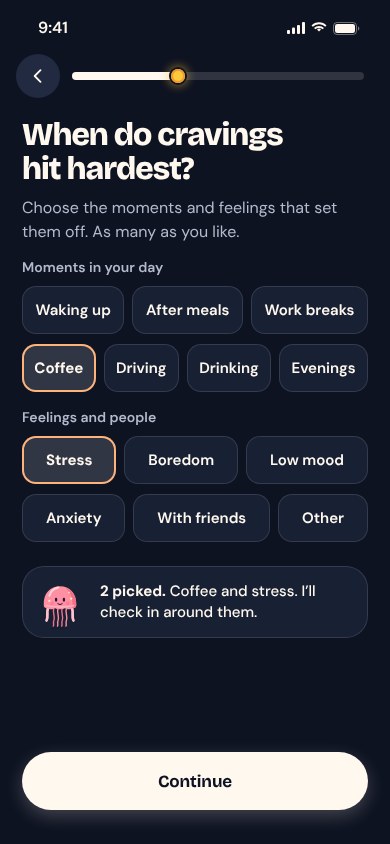 9:41
When do cravings
hit hardest?
Choose the moments and feelings that set
them off. As many as you like.
Moments in your day
Waking up After meals Work breaks
Coffee Driving Drinking Evenings
Feelings and people
Stress Boredom Low mood
Anxiety With friends Other
2 picked. Coffee and stress. I’ll
check in around them.
Continue